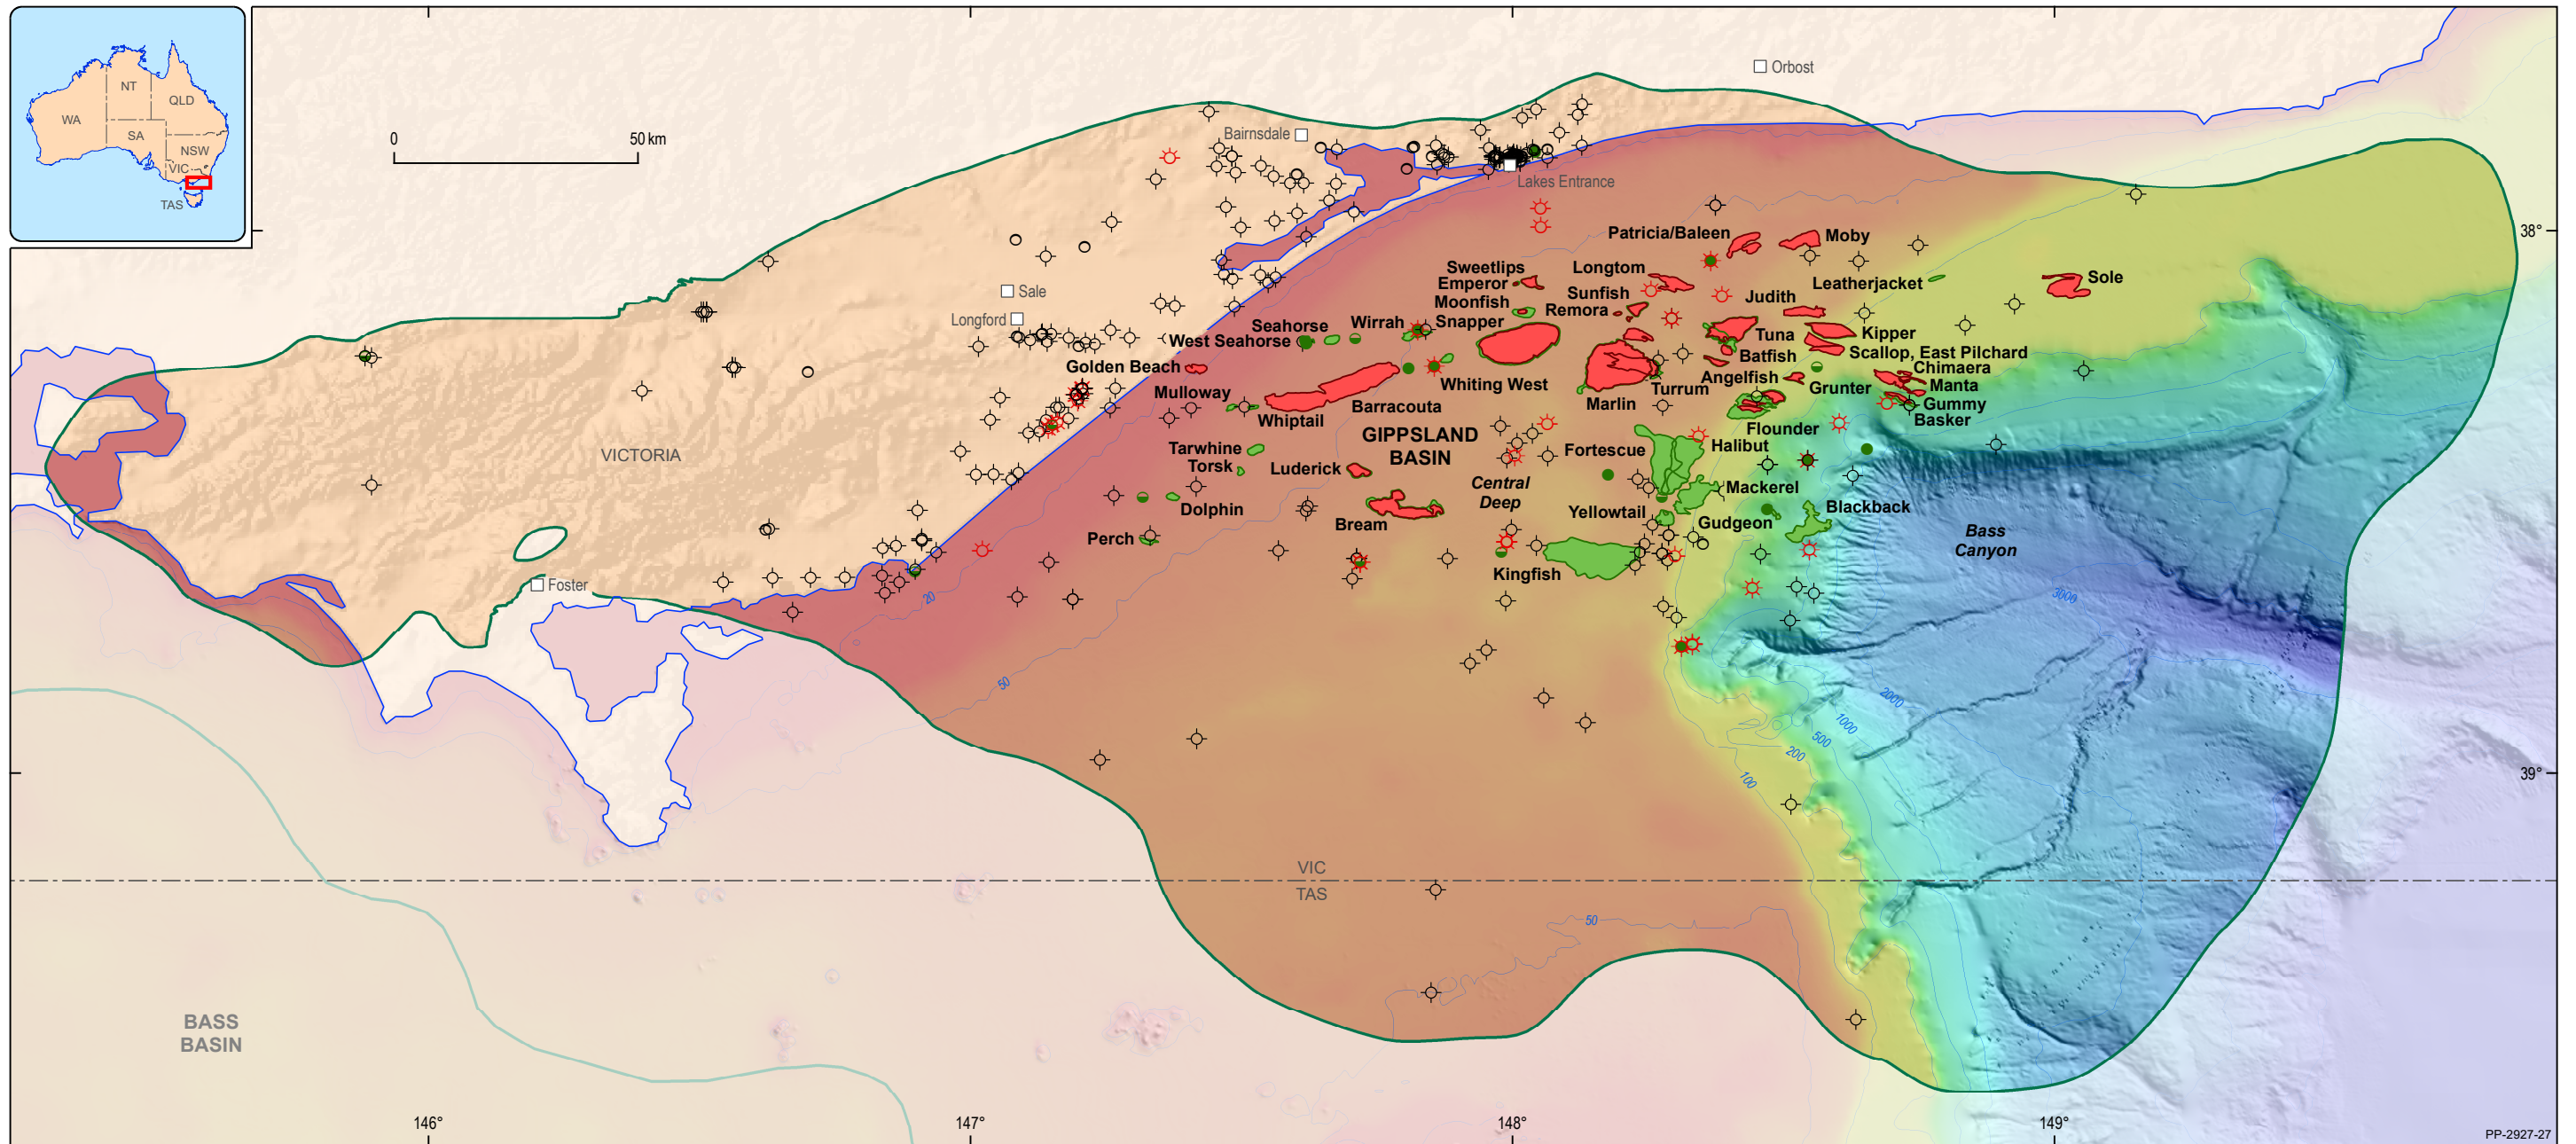 NT
QLD
WA
SA
NSW
VIC
TAS
0
50 km
Orbost
Bairnsdale
Lakes Entrance
38°
Patricia/Baleen
Moby
Sweetlips
Longtom
Leatherjacket
Sole
Emperor
Sunfish
Judith
Sale
Moonfish
Remora
Longford
Seahorse
Wirrah
Snapper
Tuna
Kipper
West Seahorse
Batfish
Scallop, East Pilchard
Golden Beach
Chimaera
Angelfish
Whiting West
Turrum
Grunter
Manta
Mulloway
Barracouta
Marlin
Gummy
Whiptail
Basker
Flounder
GIPPSLAND
BASIN
Tarwhine
Fortescue
Halibut
VICTORIA
Torsk
Luderick
Central
Deep
Mackerel
Dolphin
Yellowtail
Blackback
Bream
Gudgeon
Perch
Bass
Canyon
Kingfish
Foster
20
3000
50
2000
1000
500
200
100
39°
VIC
TAS
50
BASS
BASIN
146°
147°
148°
149°
PP-2927-27